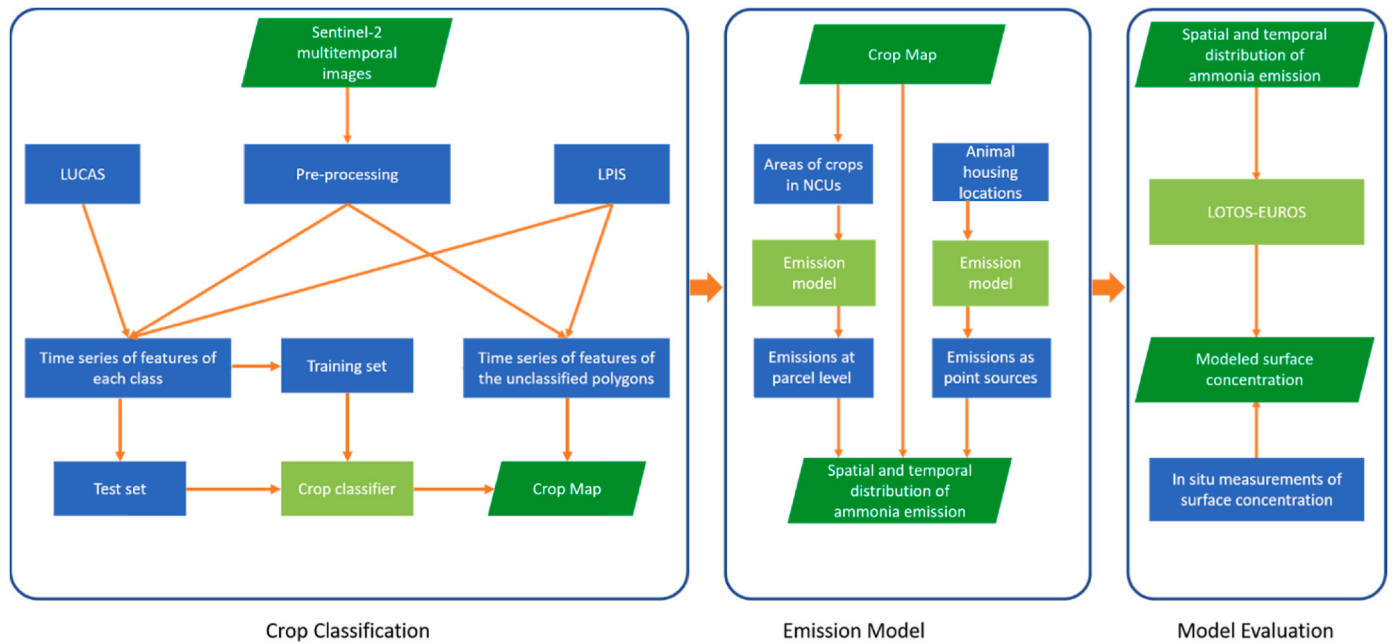 Sentinel-2
multitemporal
images
LUCAS
Pre-processing
LPIS
Time series of features of
each class
Training set
Time series of features of
the unclassified polygons
Test set
Crop classifier
Crop Map
Crop Classification
Crop Map
Areas of crops
in NCUs
Animal
housing
locations
Emission
model
Emission
model
Emissions at
parcel level
Emissions as
point sources
Spatial and temporal
distribution of
ammonia emission
Emission Model
Spatial and temporal
distribution of
ammonia emission
LOTOS-EUROS
Modeled surface
concentration
In situ measurements of
surface concentration
Model Evaluation